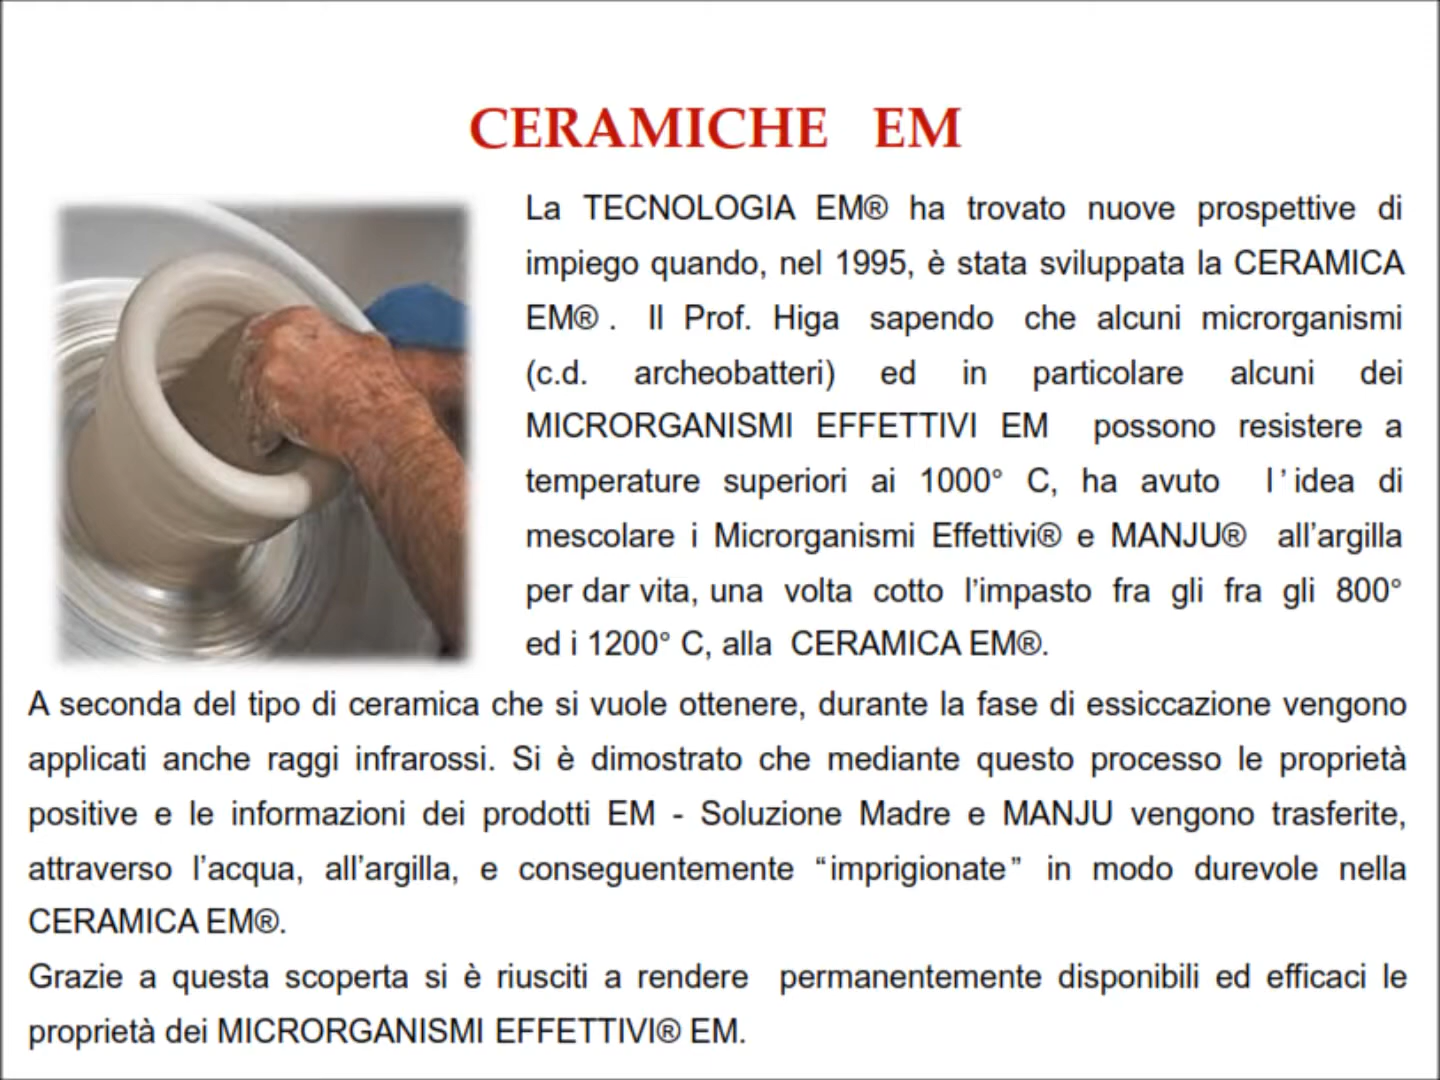 CERAMICHE EM
La TECNOLOGIA EM® ha trovato nuove prospettive di
impiego quando, nel 1995, è stata sviluppata la CERAMICA
EM® . Il Prof. Higa sapendo che alcuni microrganismi
(c.d. archeobatteri) ed in particolare alcuni dei
MICRORGANISMI EFFETTIVI EM possono resistere a
temperature superiori ai 1000° C, ha avuto l’idea di
mescolare i Microrganismi Effettivi® e MANJU® all’argilla
per dar vita, una volta cotto l’impasto fra gli fra gli 800°
ed i 1200° C, alla CERAMICA EM®.
A seconda del tipo di ceramica che si vuole ottenere, durante la fase di essiccazione vengono
applicati anche raggi infrarossi. Si è dimostrato che mediante questo processo le proprietà
positive e le informazioni dei prodotti EM - Soluzione Madre e MANJU vengono trasferite,
attraverso l’acqua, all’argilla, e conseguentemente “imprigionate” in modo durevole nella
CERAMICA EM®.
Grazie a questa scoperta si è riusciti a rendere permanentemente disponibili ed efficaci le
proprietà dei MICRORGANISMI EFFETTIVI® EM.